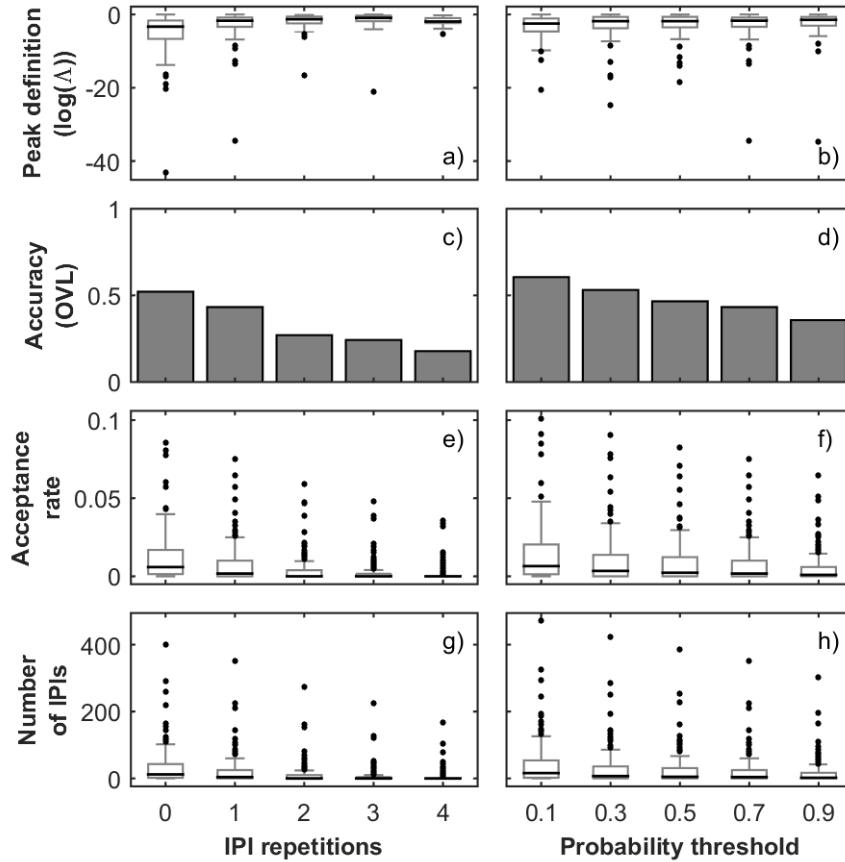 Peak definition
(log(Λ))
0
-20
-40
a)
b)
Accuracy
(OVL)
1
0.5
0
c)
d)
Acceptance
rate
0.1
0.05
0
e)
f)
Number
of IPIs
400
200
0
g)
h)
0 1 2 3 4
0.1 0.3 0.5 0.7 0.9
IPI repetitions
Probability threshold